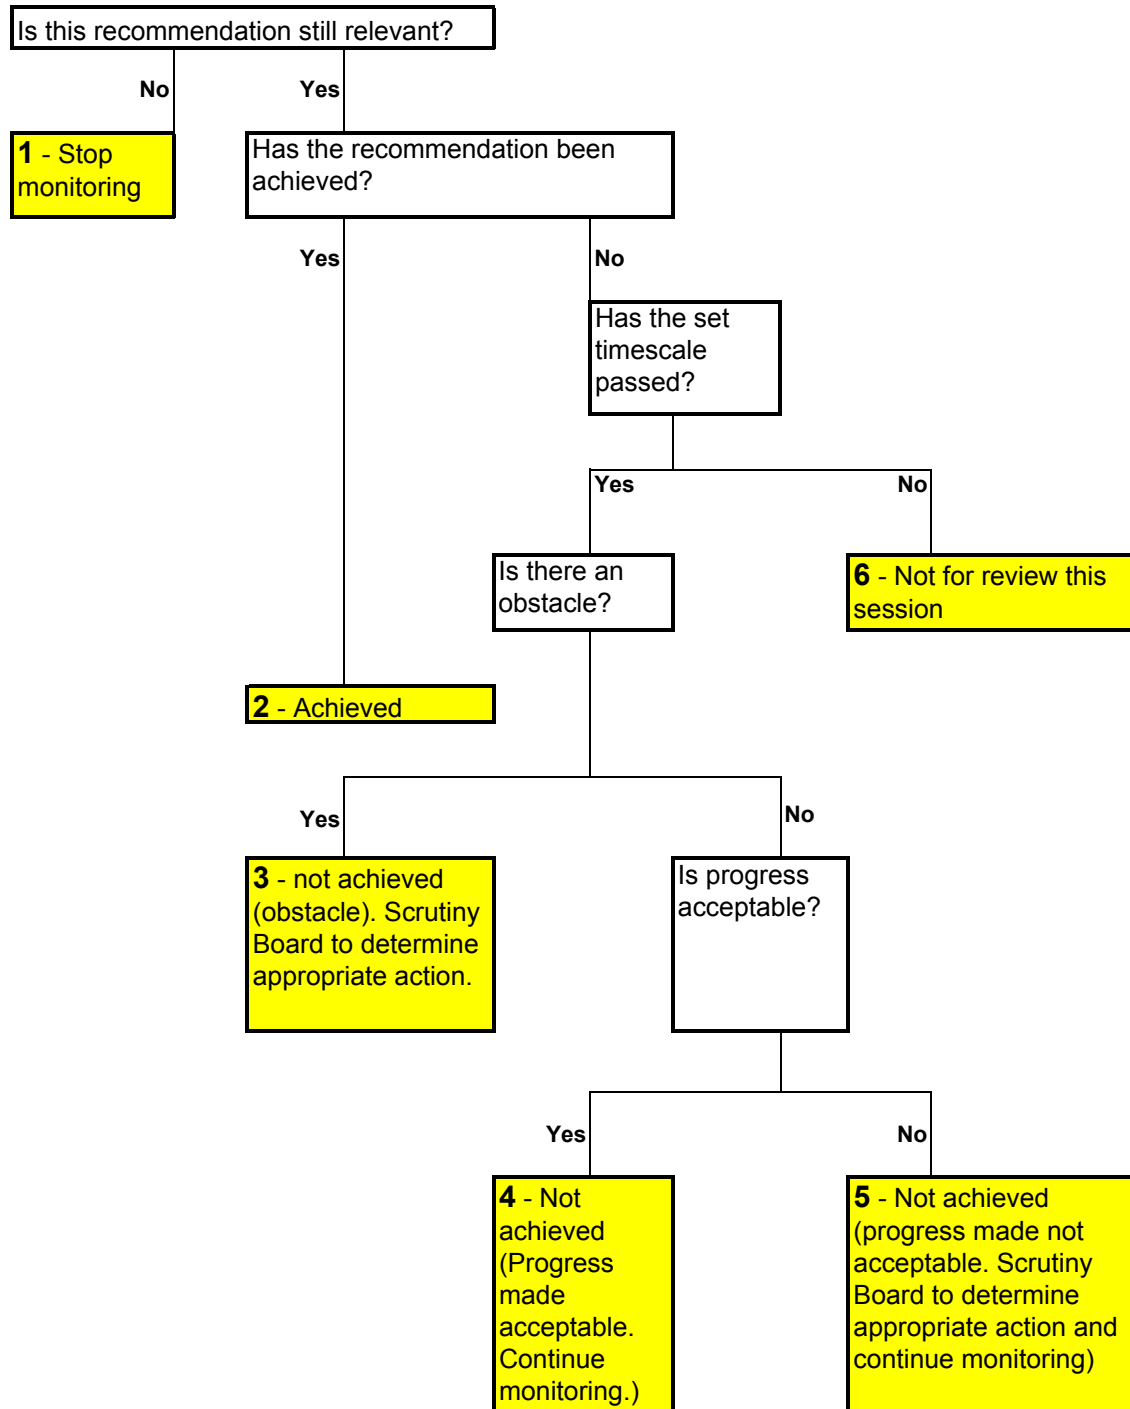 Is this recommendation still relevant?
No
Yes
1 - Stop
monitoring
Has the recommendation been
achieved?
Yes
No
Has the set
timescale
passed?
Yes
No
Is there an
obstacle?
6 - Not for review this
session
2 - Achieved
Yes
No
3 - not achieved
(obstacle). Scrutiny
Board to determine
appropriate action.
Is progress
acceptable?
Yes
No
4 - Not
achieved
(Progress
made
acceptable.
Continue
monitoring.)
5 - Not achieved
(progress made not
acceptable. Scrutiny
Board to determine
appropriate action and
continue monitoring)